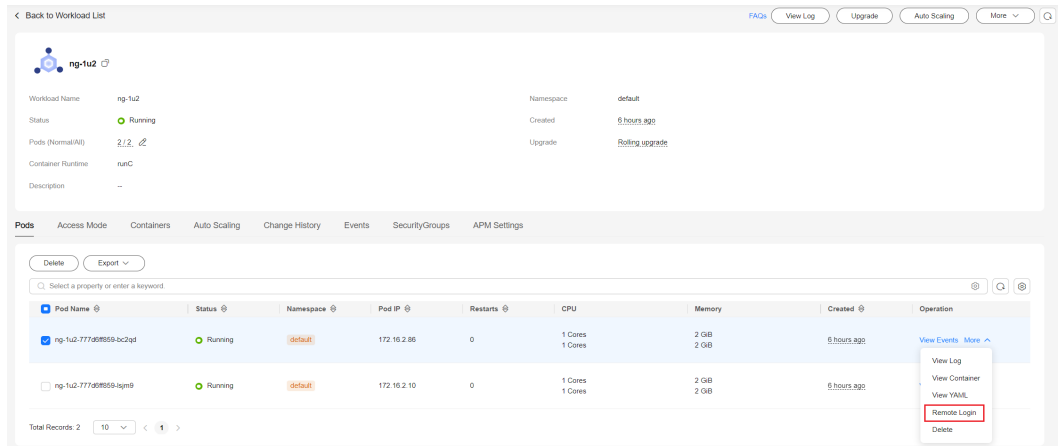 Back to Workload List
FAQs View Log Upgrade Auto Scaling More
ng-1u2
Workload Name ng-1u2 Namespace default
Status Running Created 6 hours ago
Pods (Normal/All) 2 / 2 Upgrade Rolling upgrade
Container Runtime runC
Description --
Pods Access Mode Containers Auto Scaling Change History Events SecurityGroups APM Settings
Delete Export
Select a property or enter a keyword.
Pod Name Status Namespace Pod IP Restarts CPU Memory Created Operation
ng-1u2-777d6ff859-bc2qd Running default 172.16.2.86 0 1 Cores 2 GiB 6 hours ago View Events More
1 Cores 2 GiB
View Log
View Container
ng-1u2-777d6ff859-lsjm9 Running default 172.16.2.10 0 1 Cores 2 GiB 6 hours ago
1 Cores 2 GiB
View YAML
Remote Login
Delete
Total Records: 2 10 1